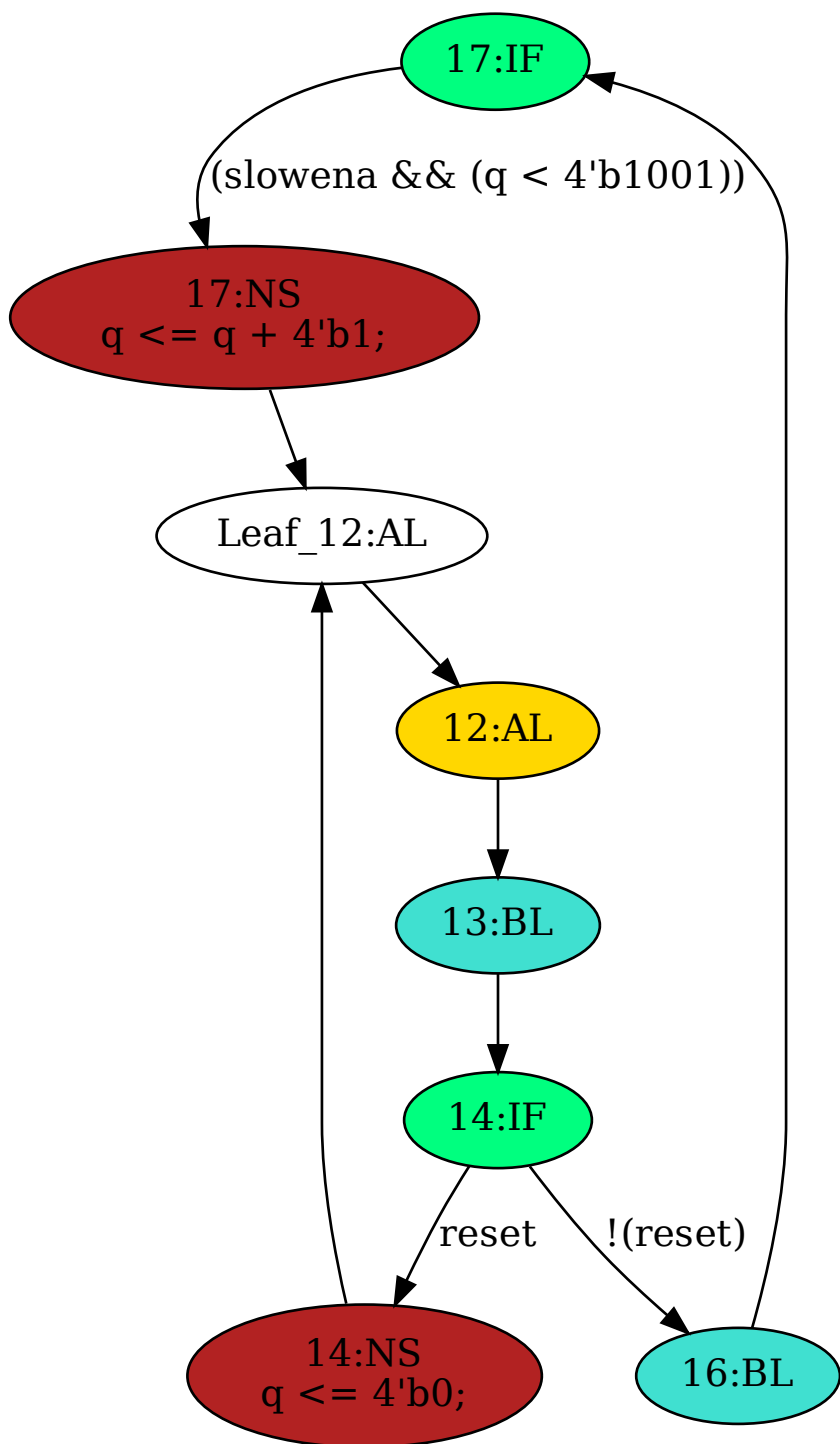 17:IF
(slowena && (q < 4'b1001))
17:NS
q <= q + 4'b1;
Leaf_12:AL
12:AL
13:BL
14:IF
reset
!(reset)
14:NS
q <= 4'b0;
16:BL